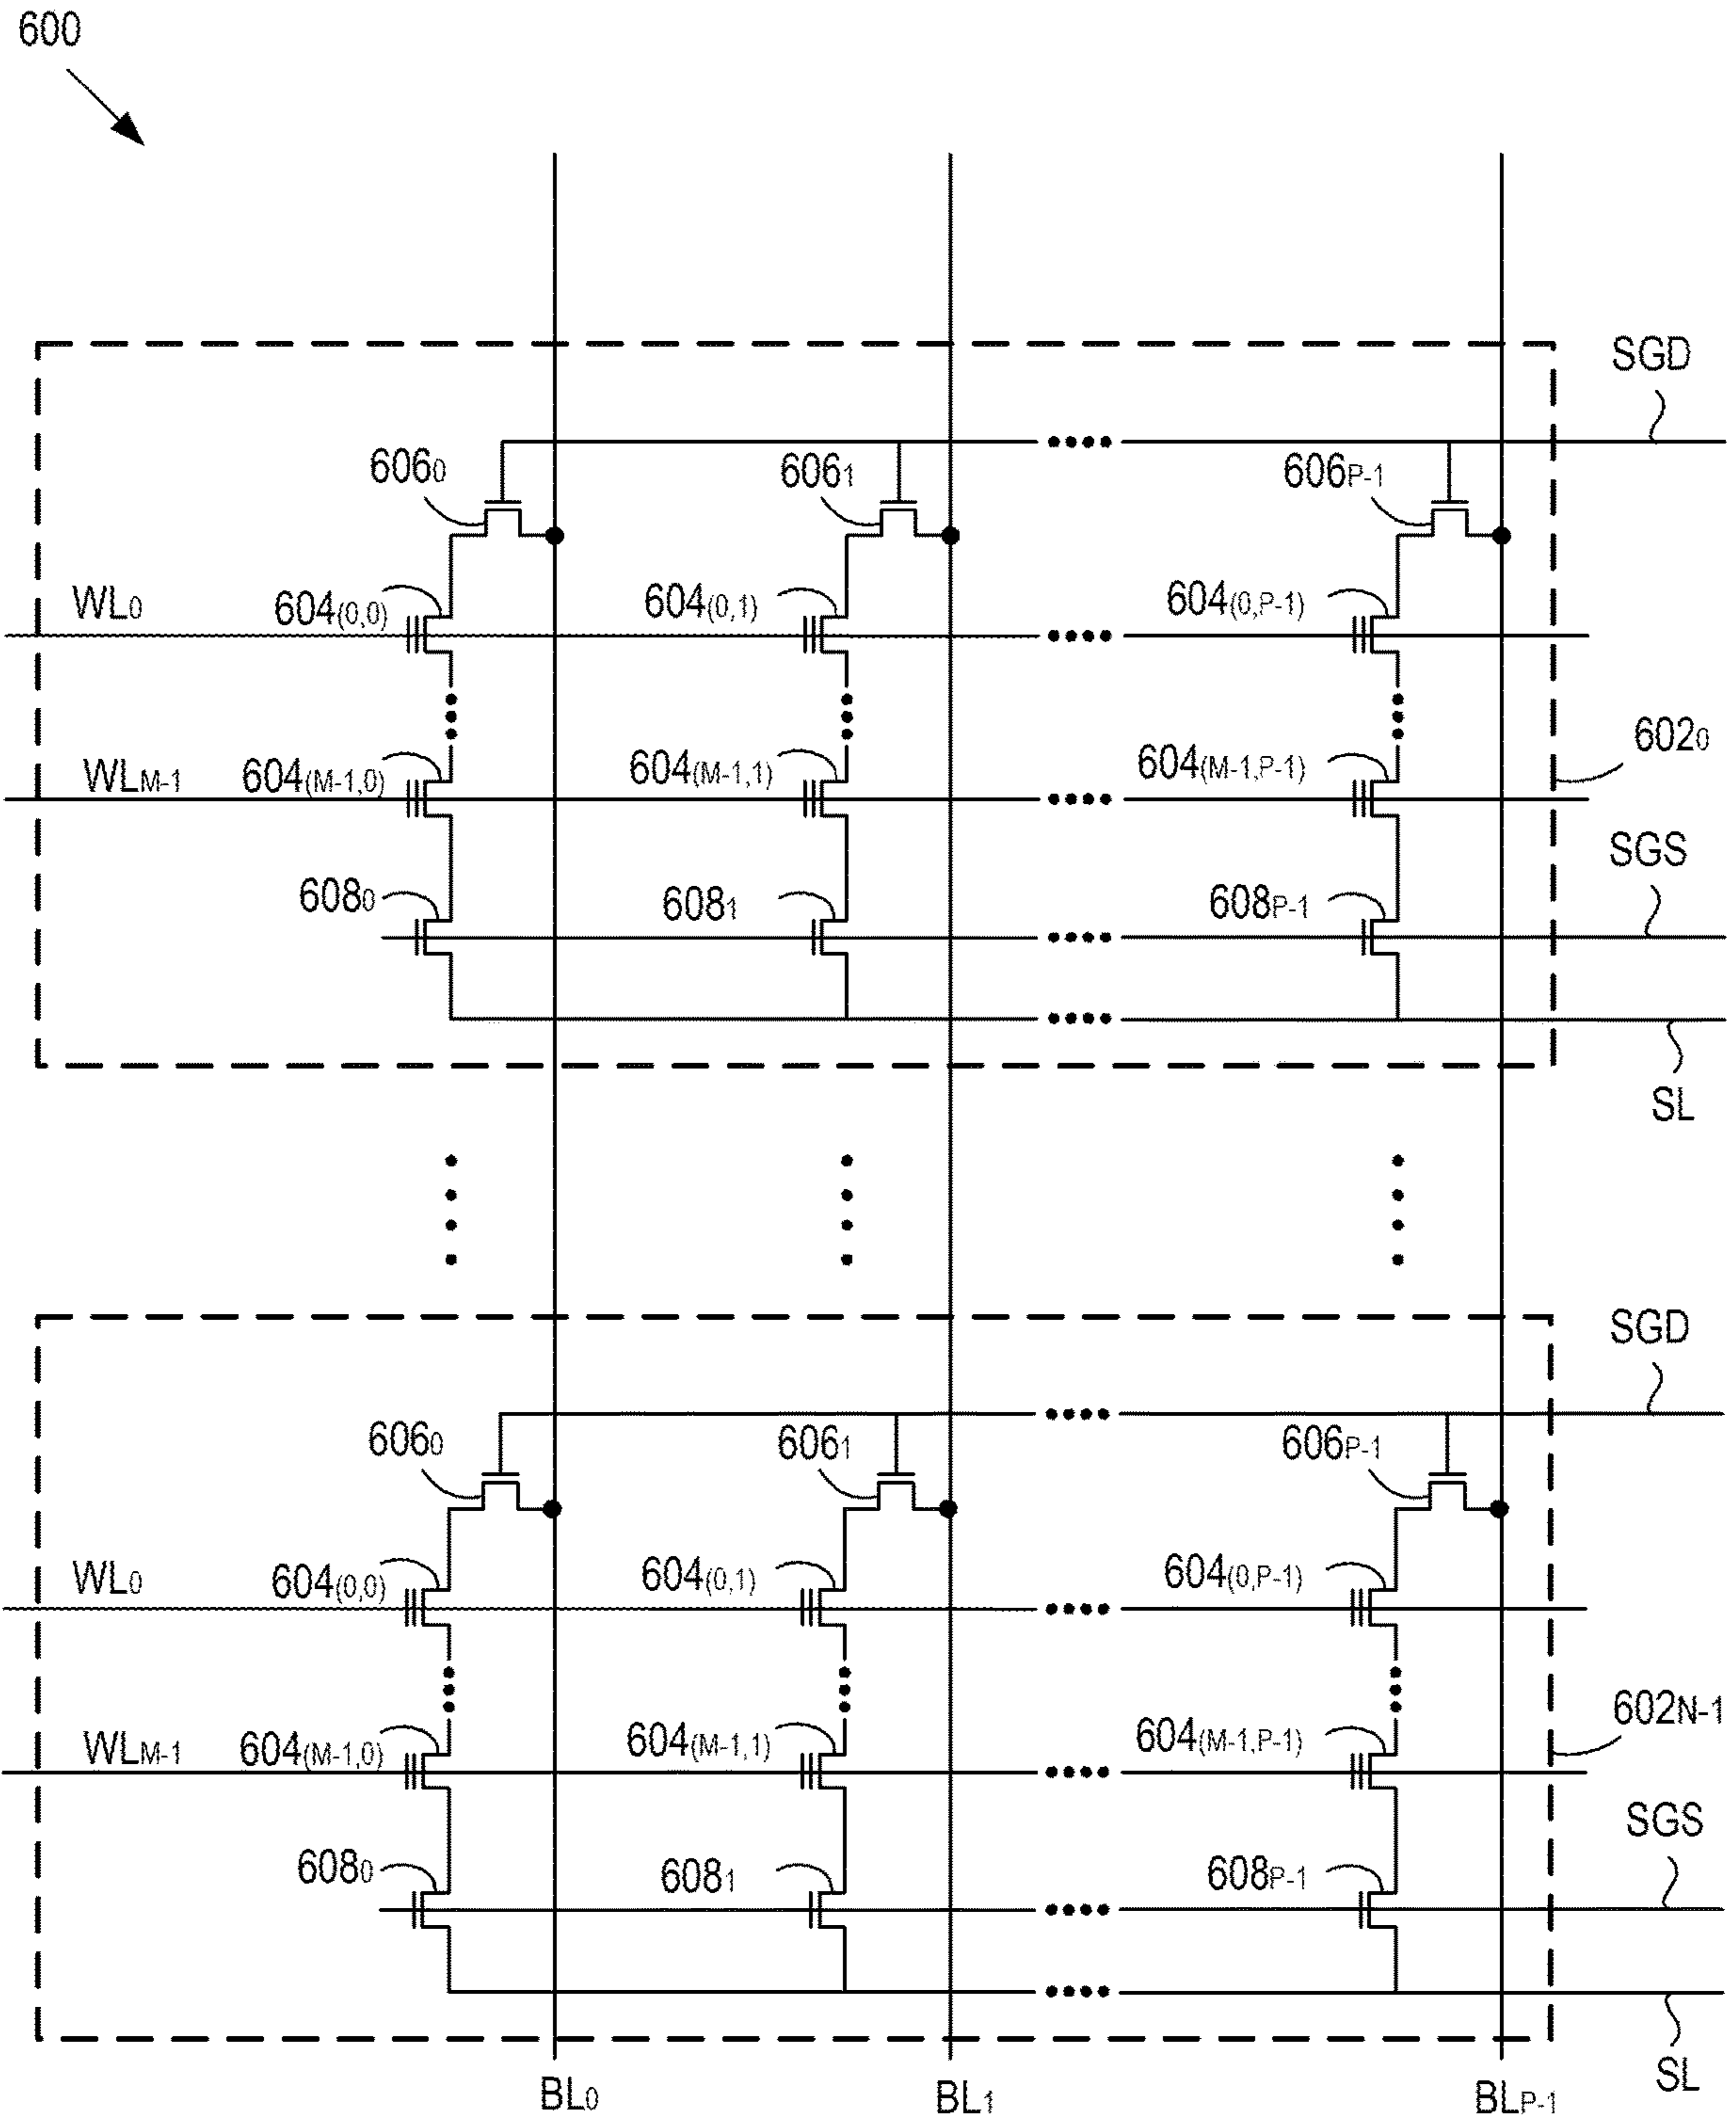 600
SGD
606₀ 606₁ 606P-1
WL₀ 604(0,0) 604(0,1) 604(0,P-1)
602₀
WLM-1 604(M-1,0) 604(M-1,1) 604(M-1,P-1)
SGS
608₀ 608₁ 608P-1
SL
SGD
606₀ 606₁ 606P-1
WL₀ 604(0,0) 604(0,1) 604(0,P-1)
602N-1
WLM-1 604(M-1,0) 604(M-1,1) 604(M-1,P-1)
SGS
608₀ 608₁ 608P-1
SL
BL₀ BL₁ BLP-1